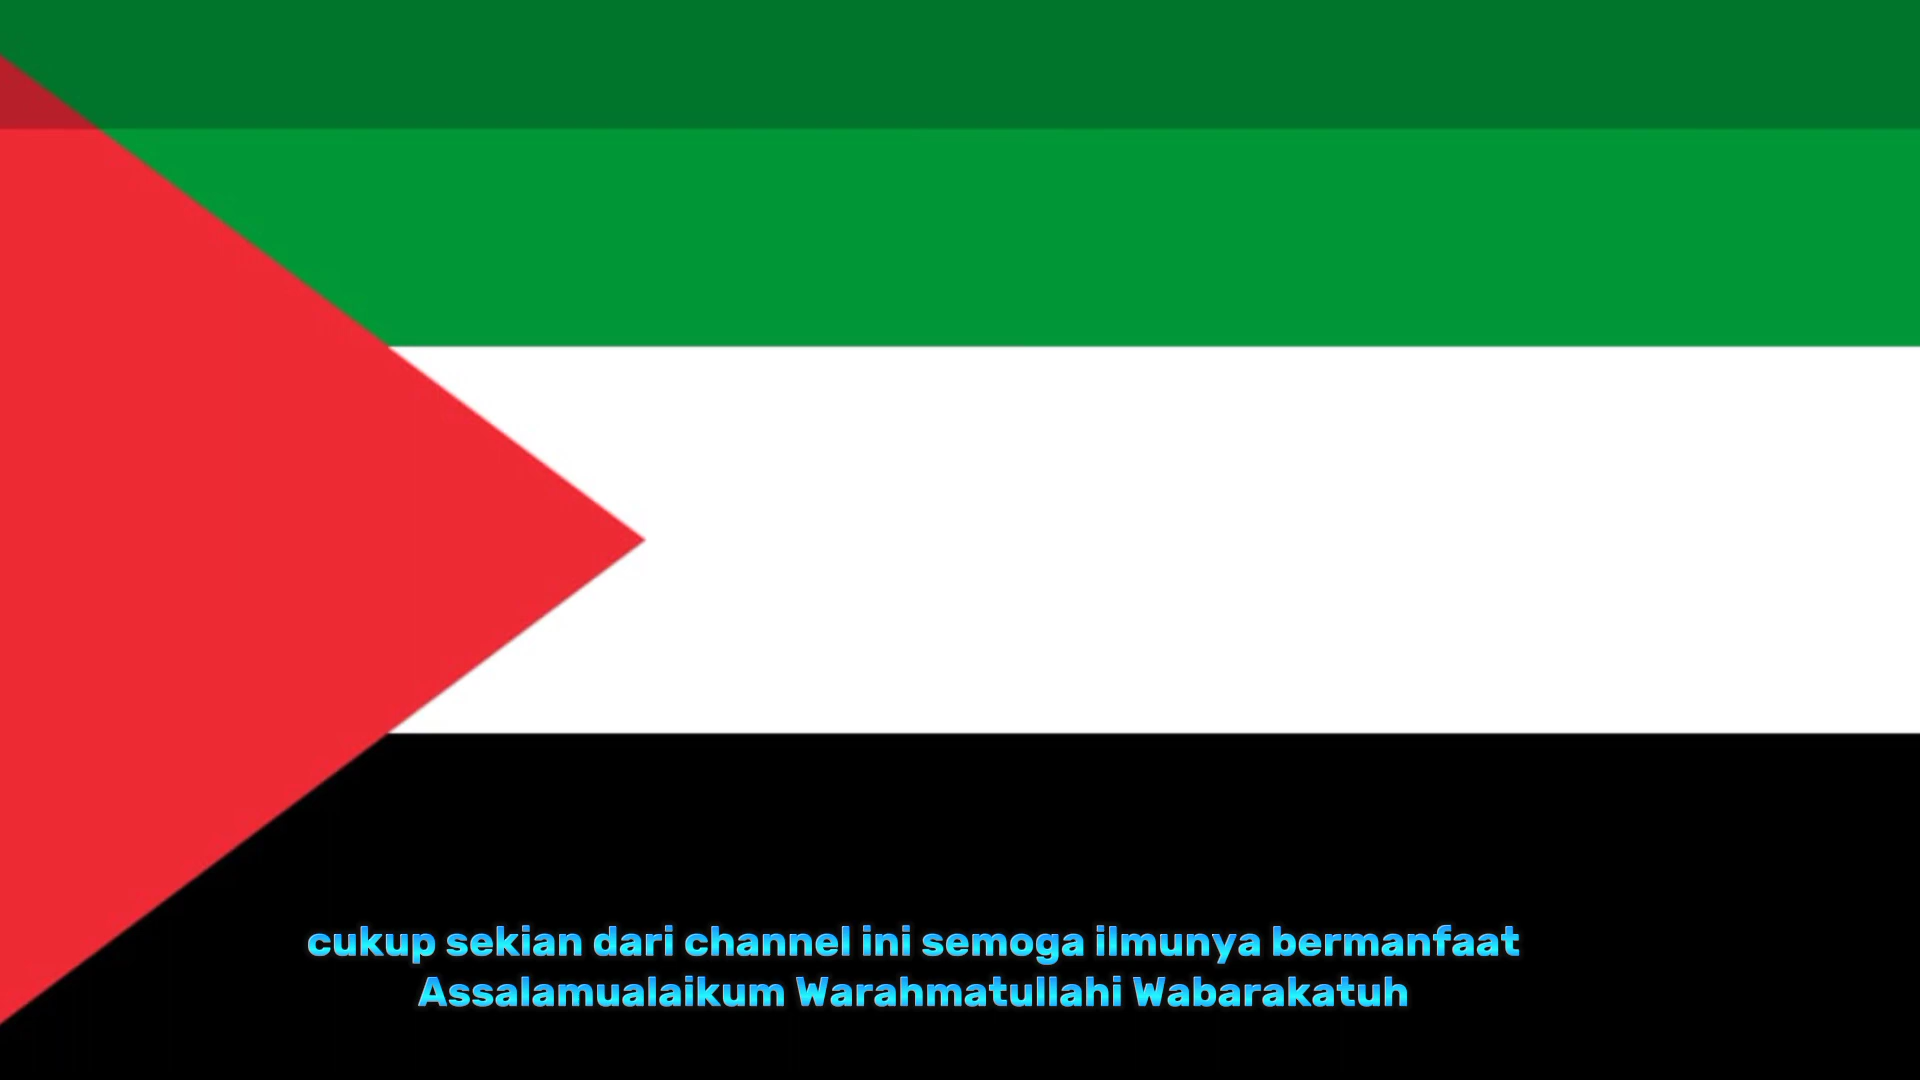 cukup sekian dari channel ini semoga ilmunya bermanfaat
Assalamualaikum Warahmatullahi Wabarakatuh